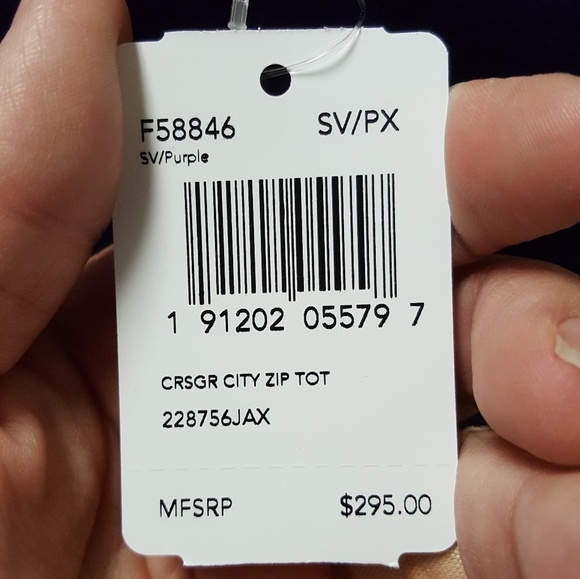 F58846 SV/PX
SV/Purple
1 91202 05579 7
CRSGR CITY ZIP TOT
228756JAX
MFSRP $295.00